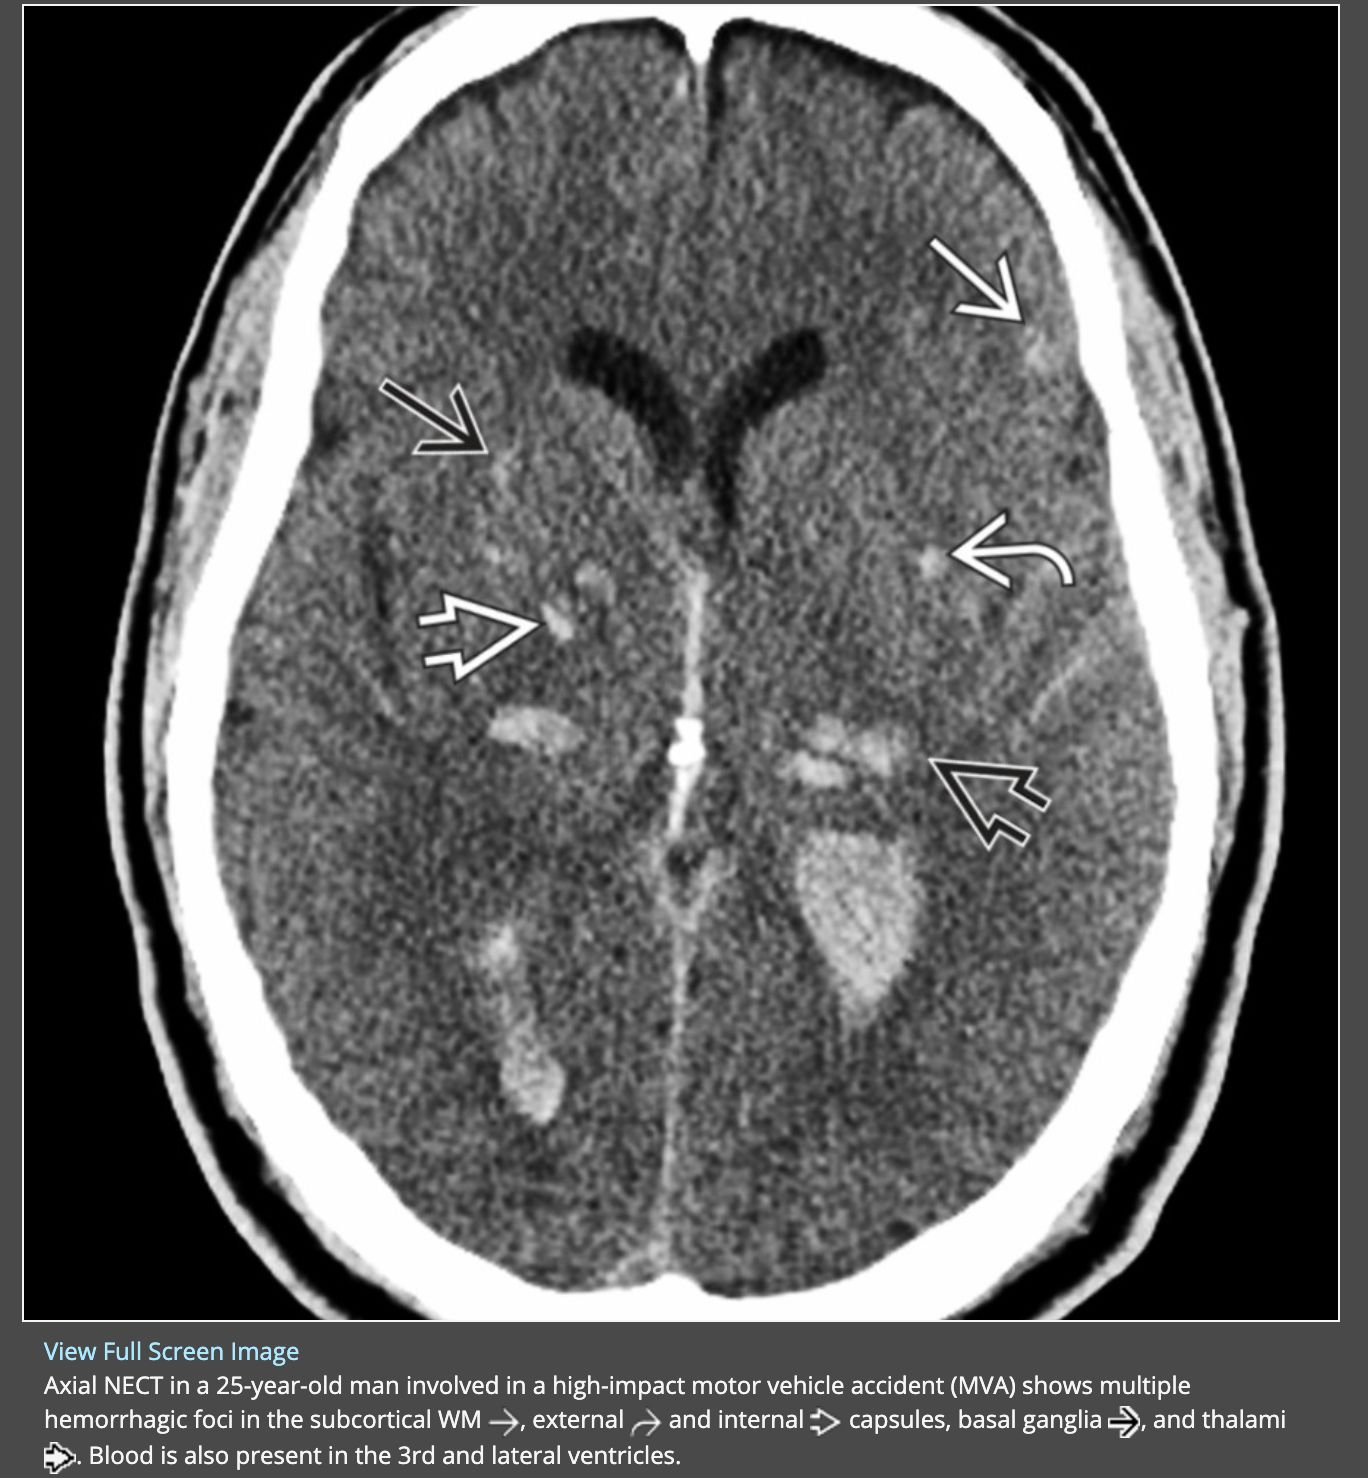 View Full Screen Image
Axial NECT in a 25-year-old man involved in a high-impact motor vehicle accident (MVA) shows multiple
hemorrhagic foci in the subcortical WM , external and internal capsules, basal ganglia , and thalami
. Blood is also present in the 3rd and lateral ventricles.